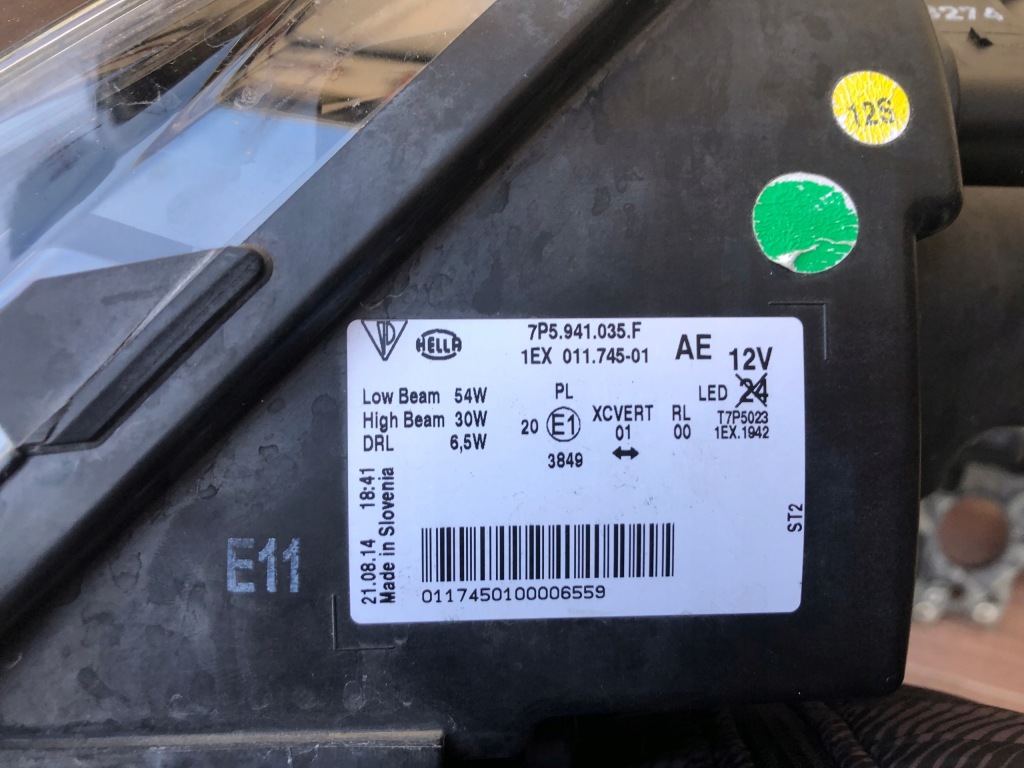 827A
12S
HELLA
7P5.941.035.F
1EX 011.745-01
AE
12V
LED 24
T7P5023
1EX.1942
Low Beam 54W
High Beam 30W
DRL 6,5W
PL
20 E1
3849
XCVERT
01
RL
00
21.08.14 18:41
Made in Slovenia
ST2
0117450100006559
E11